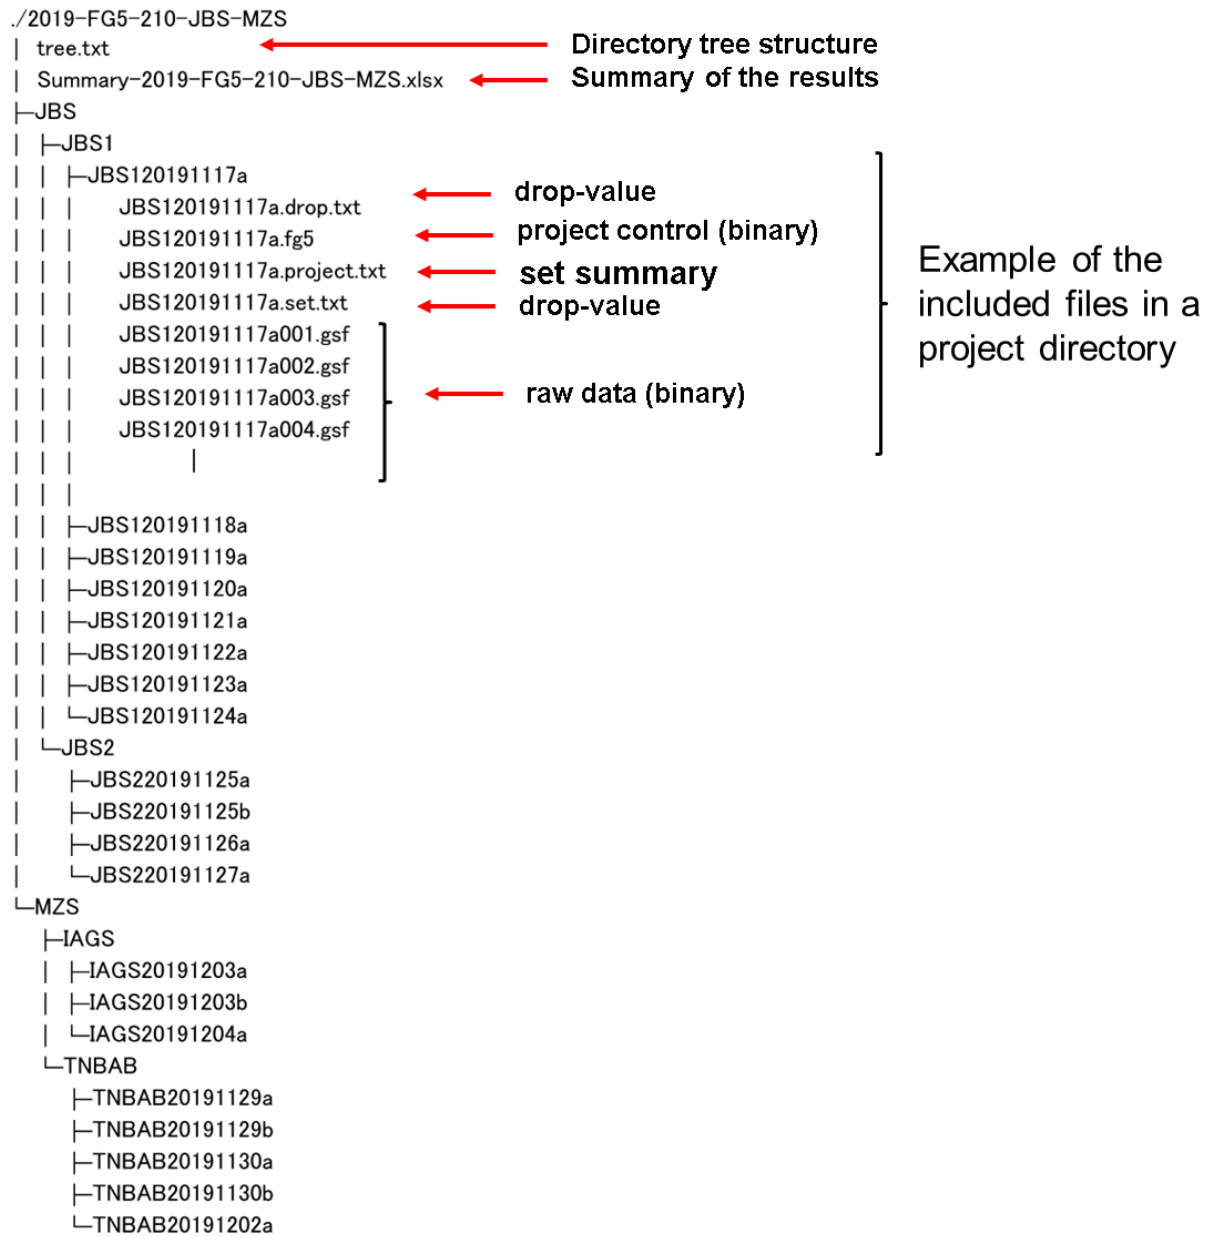 ./2019-FG5-210-JBS-MZS
│ tree.txt Directory tree structure
│ Summary-2019-FG5-210-JBS-MZS.xlsx Summary of the results
├─JBS
│ ├─JBS1
│ │ ├─JBS120191117a
│ │ │ JBS120191117a.drop.txt drop-value
│ │ │ JBS120191117a.fg5 project control (binary)
│ │ │ JBS120191117a.project.txt set summary
│ │ │ JBS120191117a.set.txt drop-value
│ │ │ JBS120191117a001.gsf
│ │ │ JBS120191117a002.gsf
│ │ │ JBS120191117a003.gsf raw data (binary)
│ │ │ JBS120191117a004.gsf
│ │ │ │
│ │ │
Example of the
included files in a
project directory
│ │ ├─JBS120191118a
│ │ ├─JBS120191119a
│ │ ├─JBS120191120a
│ │ ├─JBS120191121a
│ │ ├─JBS120191122a
│ │ ├─JBS120191123a
│ │ └─JBS120191124a
│ └─JBS2
│ ├─JBS220191125a
│ ├─JBS220191125b
│ ├─JBS220191126a
│ └─JBS220191127a
└─MZS
├─IAGS
│ ├─IAGS20191203a
│ ├─IAGS20191203b
│ └─IAGS20191204a
└─TNBAB
├─TNBAB20191129a
├─TNBAB20191129b
├─TNBAB20191130a
├─TNBAB20191130b
└─TNBAB20191202a